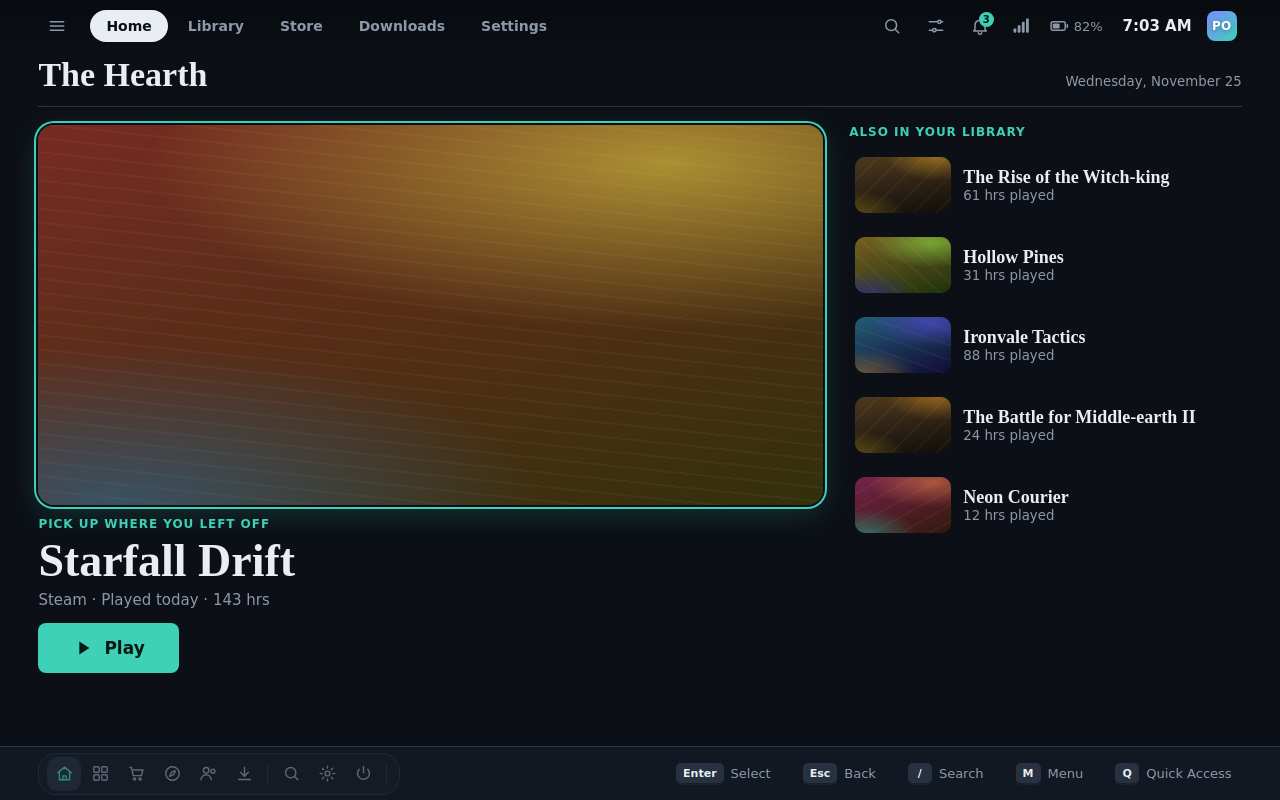 Home Library Store Downloads Settings 3 82% 7:03 AM PO
The Hearth
Wednesday, November 25
PICK UP WHERE YOU LEFT OFF
Starfall Drift
Steam · Played today · 143 hrs
Play
ALSO IN YOUR LIBRARY
The Rise of the Witch-king
61 hrs played
Hollow Pines
31 hrs played
Ironvale Tactics
88 hrs played
The Battle for Middle-earth II
24 hrs played
Neon Courier
12 hrs played
Enter Select Esc Back / Search M Menu Q Quick Access